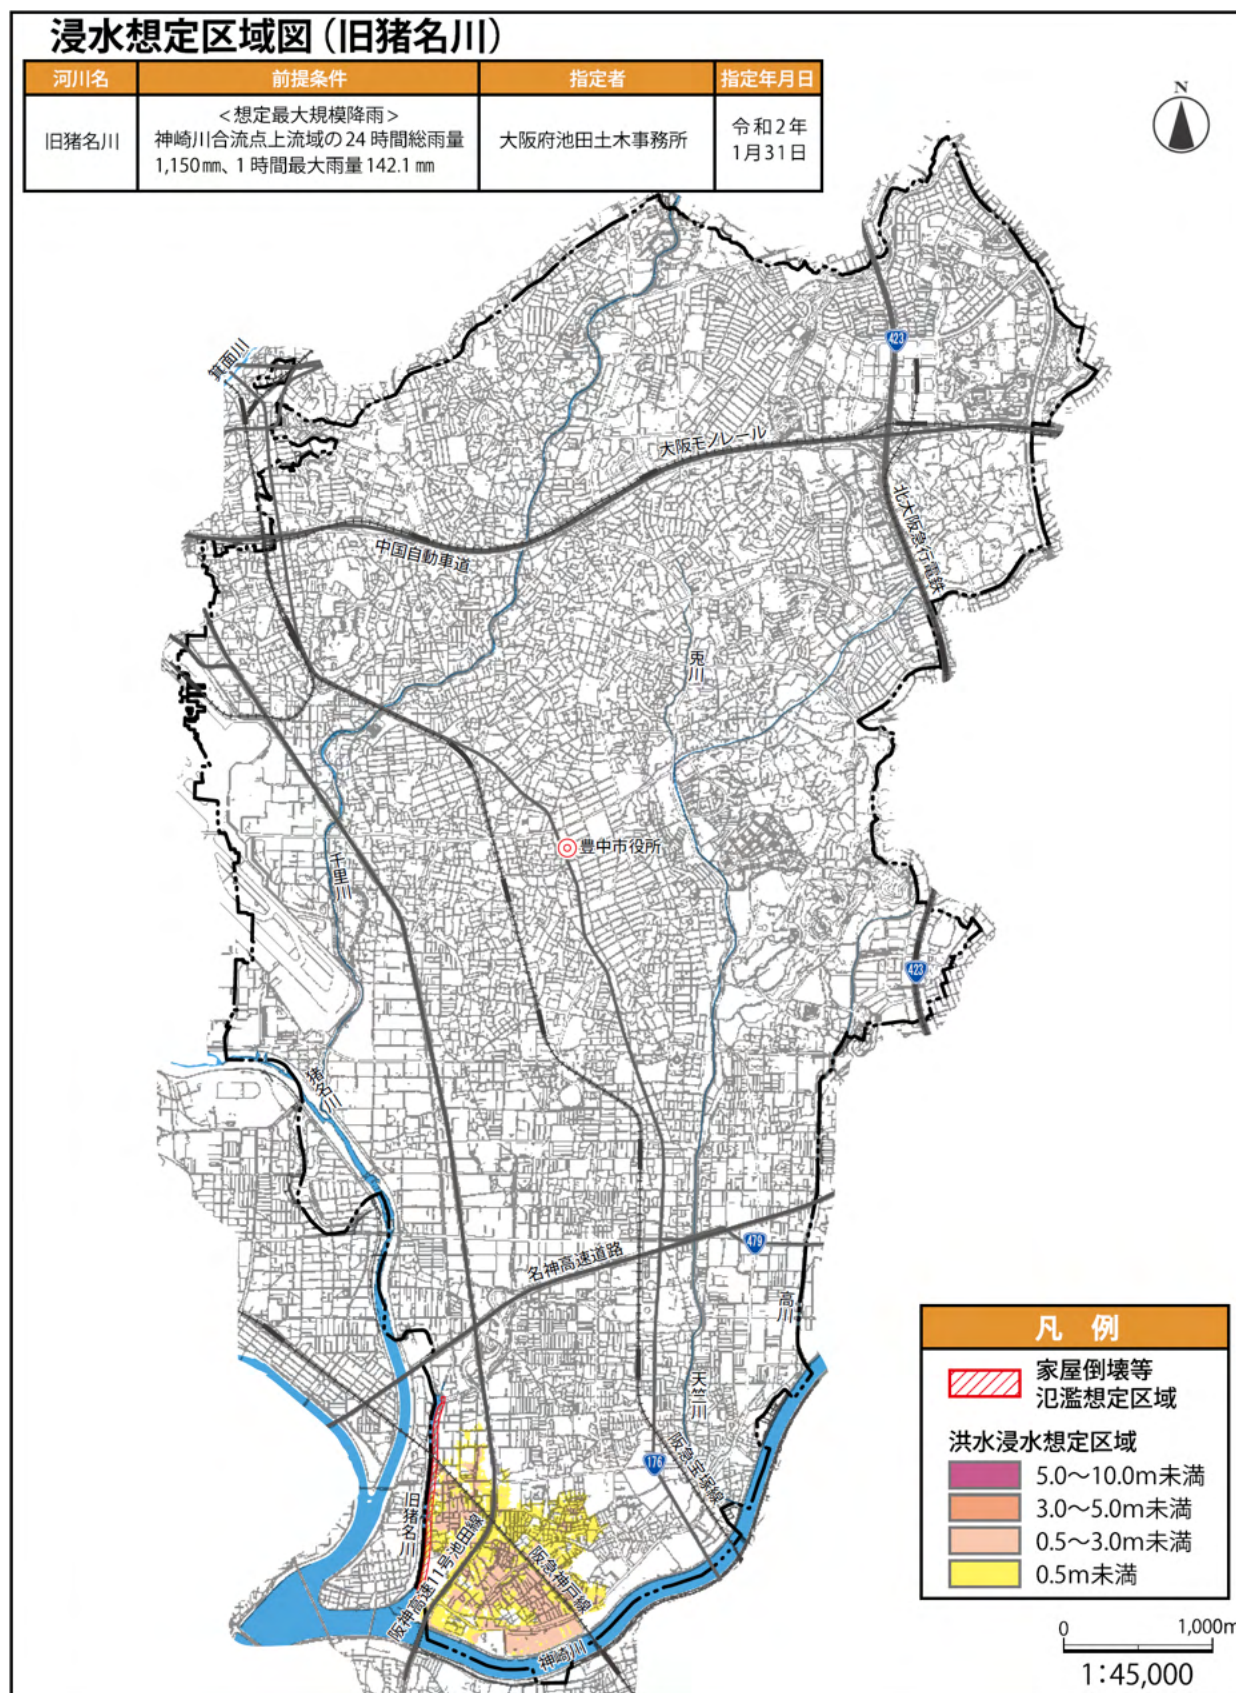 浸水想定区域図（旧猪名川）
河川名
前提条件
指定者
指定年月日
旧猪名川
＜想定最大規模降雨＞
神崎川合流点上流域の24時間総雨量
1,150㎜、1時間最大雨量142.1㎜
大阪府池田土木事務所
令和2年
1月31日
N
箕面川
423
大阪モノレール
中国自動車道
北大阪急行電鉄
兎川
豊中市役所
千里川
423
猪名川
名神高速道路
479
高川
天竺川
阪急宝塚線
176
旧猪名川
阪神高速11号池田線
阪急神戸線
神崎川
凡 例
家屋倒壊等
氾濫想定区域
洪水浸水想定区域
5.0～10.0m未満
3.0～5.0m未満
0.5～3.0m未満
0.5m未満
0 1,000m
1：45,000